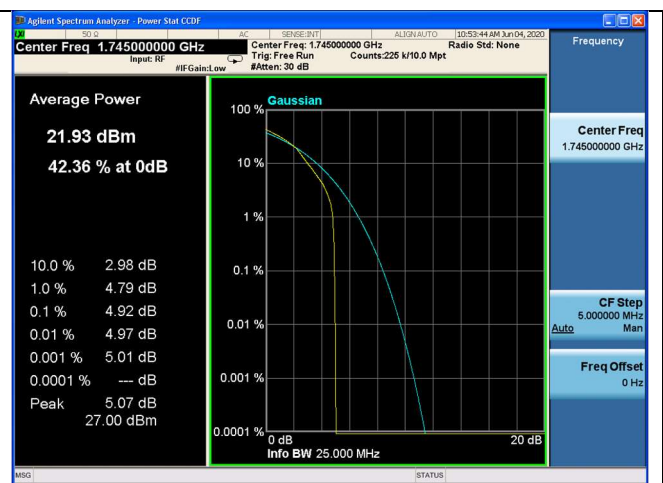 Agilent Spectrum Analyzer - Power Stat CCDF
50 Ω AC SENSE:INT ALIGN AUTO 10:53:44 AM Jun 04, 2020
Center Freq 1.745000000 GHz
Input: RF
#IFGain:Low
Center Freq: 1.745000000 GHz
Trig: Free Run Counts:225 k/10.0 Mpt
#Atten: 30 dB
Radio Std: None
Frequency
Average Power
21.93 dBm
42.36 % at 0dB
10.0 % 2.98 dB
1.0 % 4.79 dB
0.1 % 4.92 dB
0.01 % 4.97 dB
0.001 % 5.01 dB
0.0001 % --- dB
Peak 5.07 dB
27.00 dBm
Gaussian
100 %
10 %
1 %
0.1 %
0.01 %
0.001 %
0.0001 %
0 dB 20 dB
Info BW 25.000 MHz
Center Freq
1.745000000 GHz
CF Step
5.000000 MHz
Auto Man
Freq Offset
0 Hz
MSG STATUS